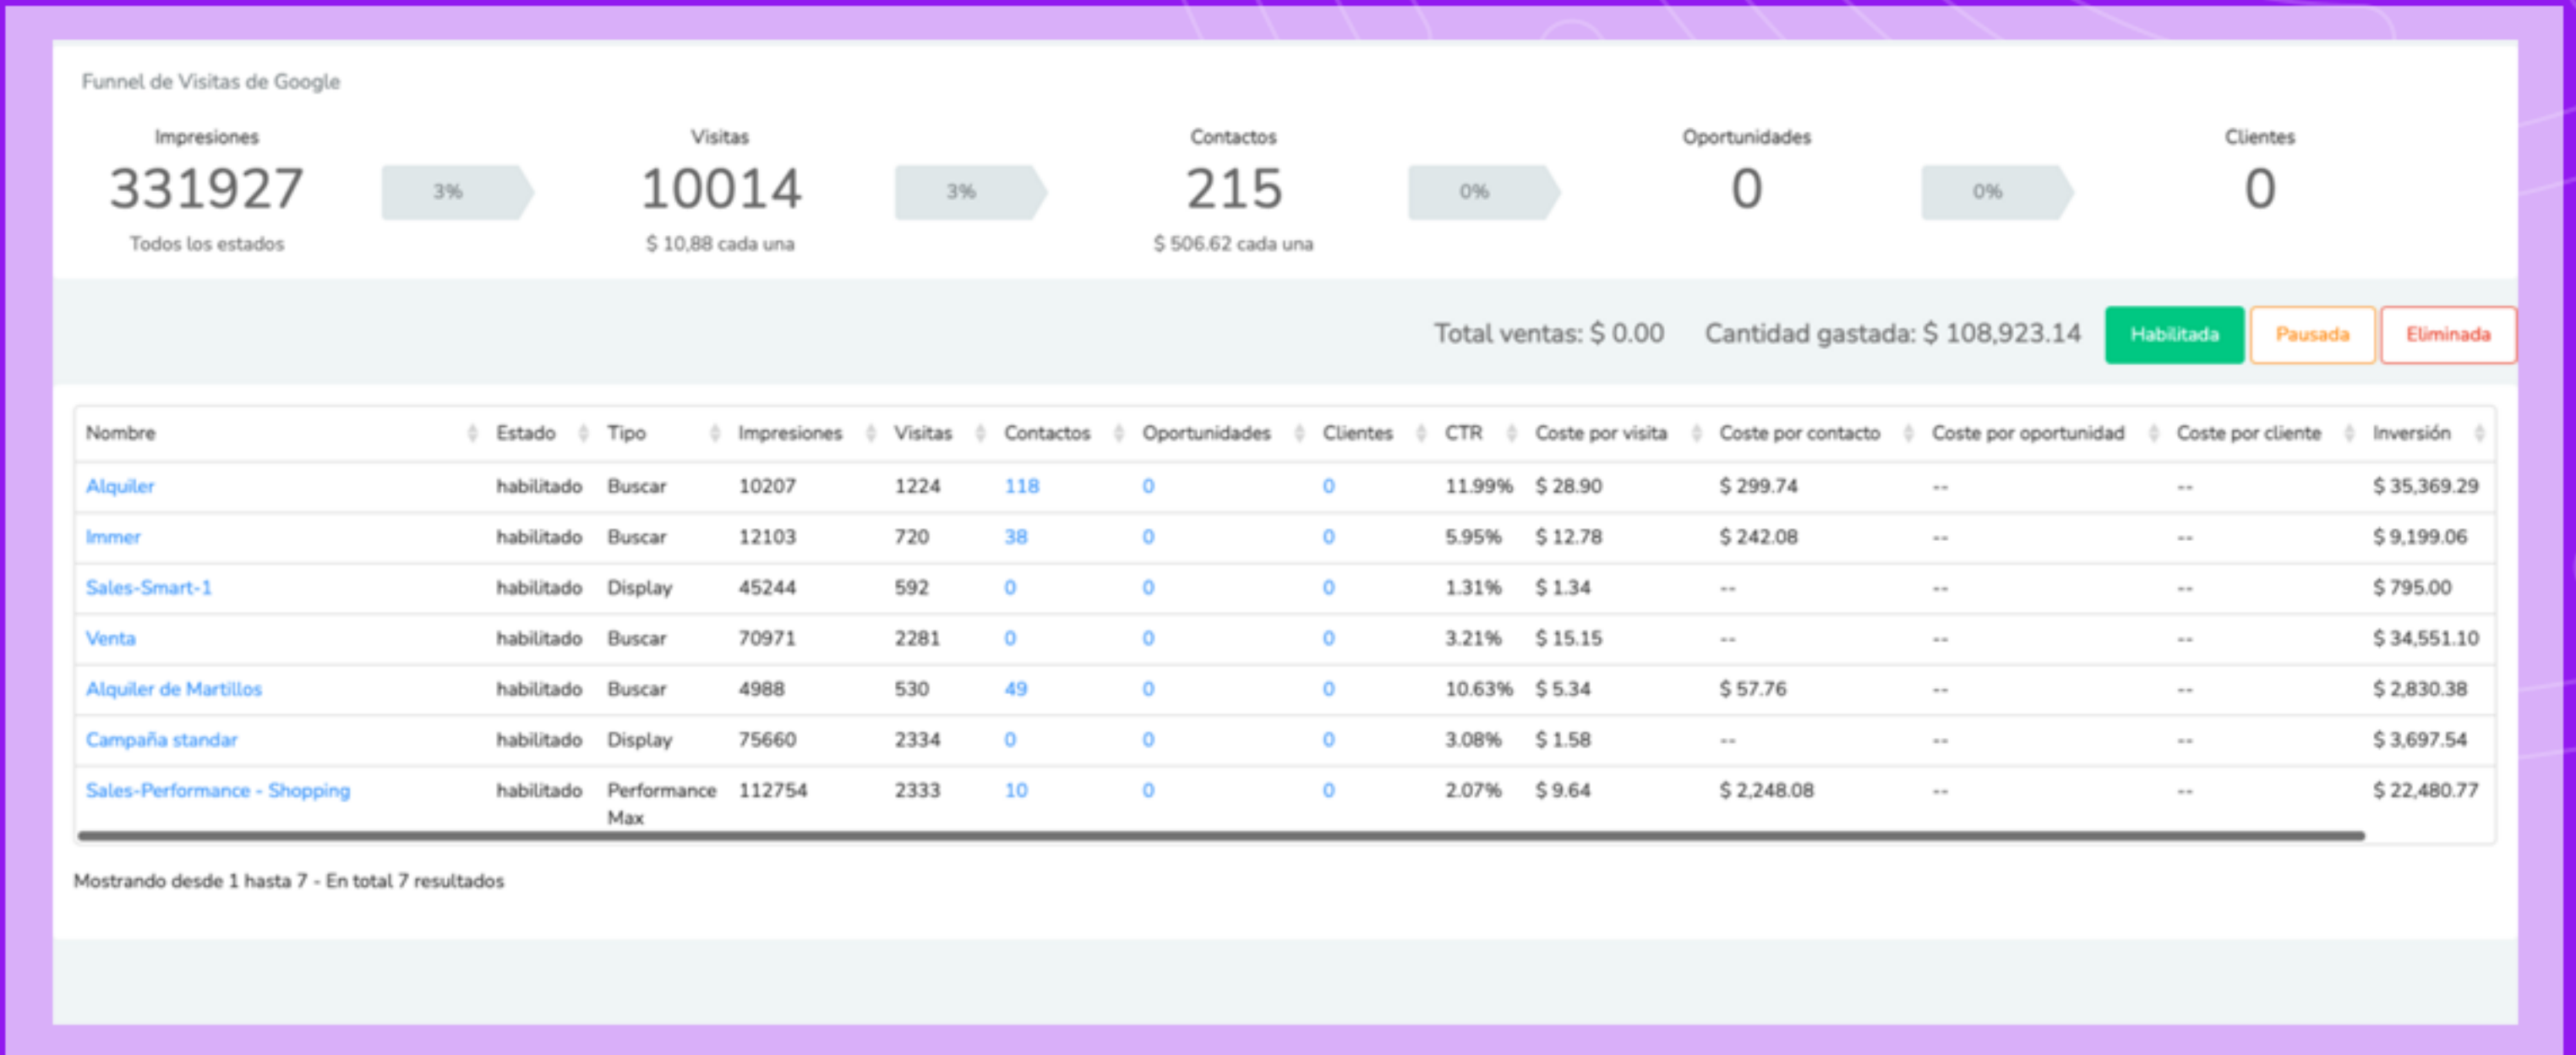 Funnel de Visitas de Google
Impresiones Visitas Contactos Oportunidades Clientes
331927 3% 10014 3% 215 0% 0 0% 0
Todos los estados $ 10,88 cada una $ 506.62 cada una
Total ventas: $ 0.00 Cantidad gastada: $ 108,923.14 Habilitada Pausada Eliminada
Nombre Estado Tipo Impresiones Visitas Contactos Oportunidades Clientes CTR Coste por visita Coste por contacto Coste por oportunidad Coste por cliente Inversión
Alquiler habilitado Buscar 10207 1224 118 0 0 11.99% $ 28.90 $ 299.74 -- -- $ 35,369.29
Immer habilitado Buscar 12103 720 38 0 0 5.95% $ 12.78 $ 242.08 -- -- $ 9,199.06
Sales-Smart-1 habilitado Display 45244 592 0 0 0 1.31% $ 1.34 -- -- -- $ 795.00
Venta habilitado Buscar 70971 2281 0 0 0 3.21% $ 15.15 -- -- -- $ 34,551.10
Alquiler de Martillos habilitado Buscar 4988 530 49 0 0 10.63% $ 5.34 $ 57.76 -- -- $ 2,830.38
Campaña standar habilitado Display 75660 2334 0 0 0 3.08% $ 1.58 -- -- -- $ 3,697.54
Sales-Performance - Shopping habilitado Performance 112754 2333 10 0 0 2.07% $ 9.64 $ 2,248.08 -- -- $ 22,480.77
Max
Mostrando desde 1 hasta 7 - En total 7 resultados